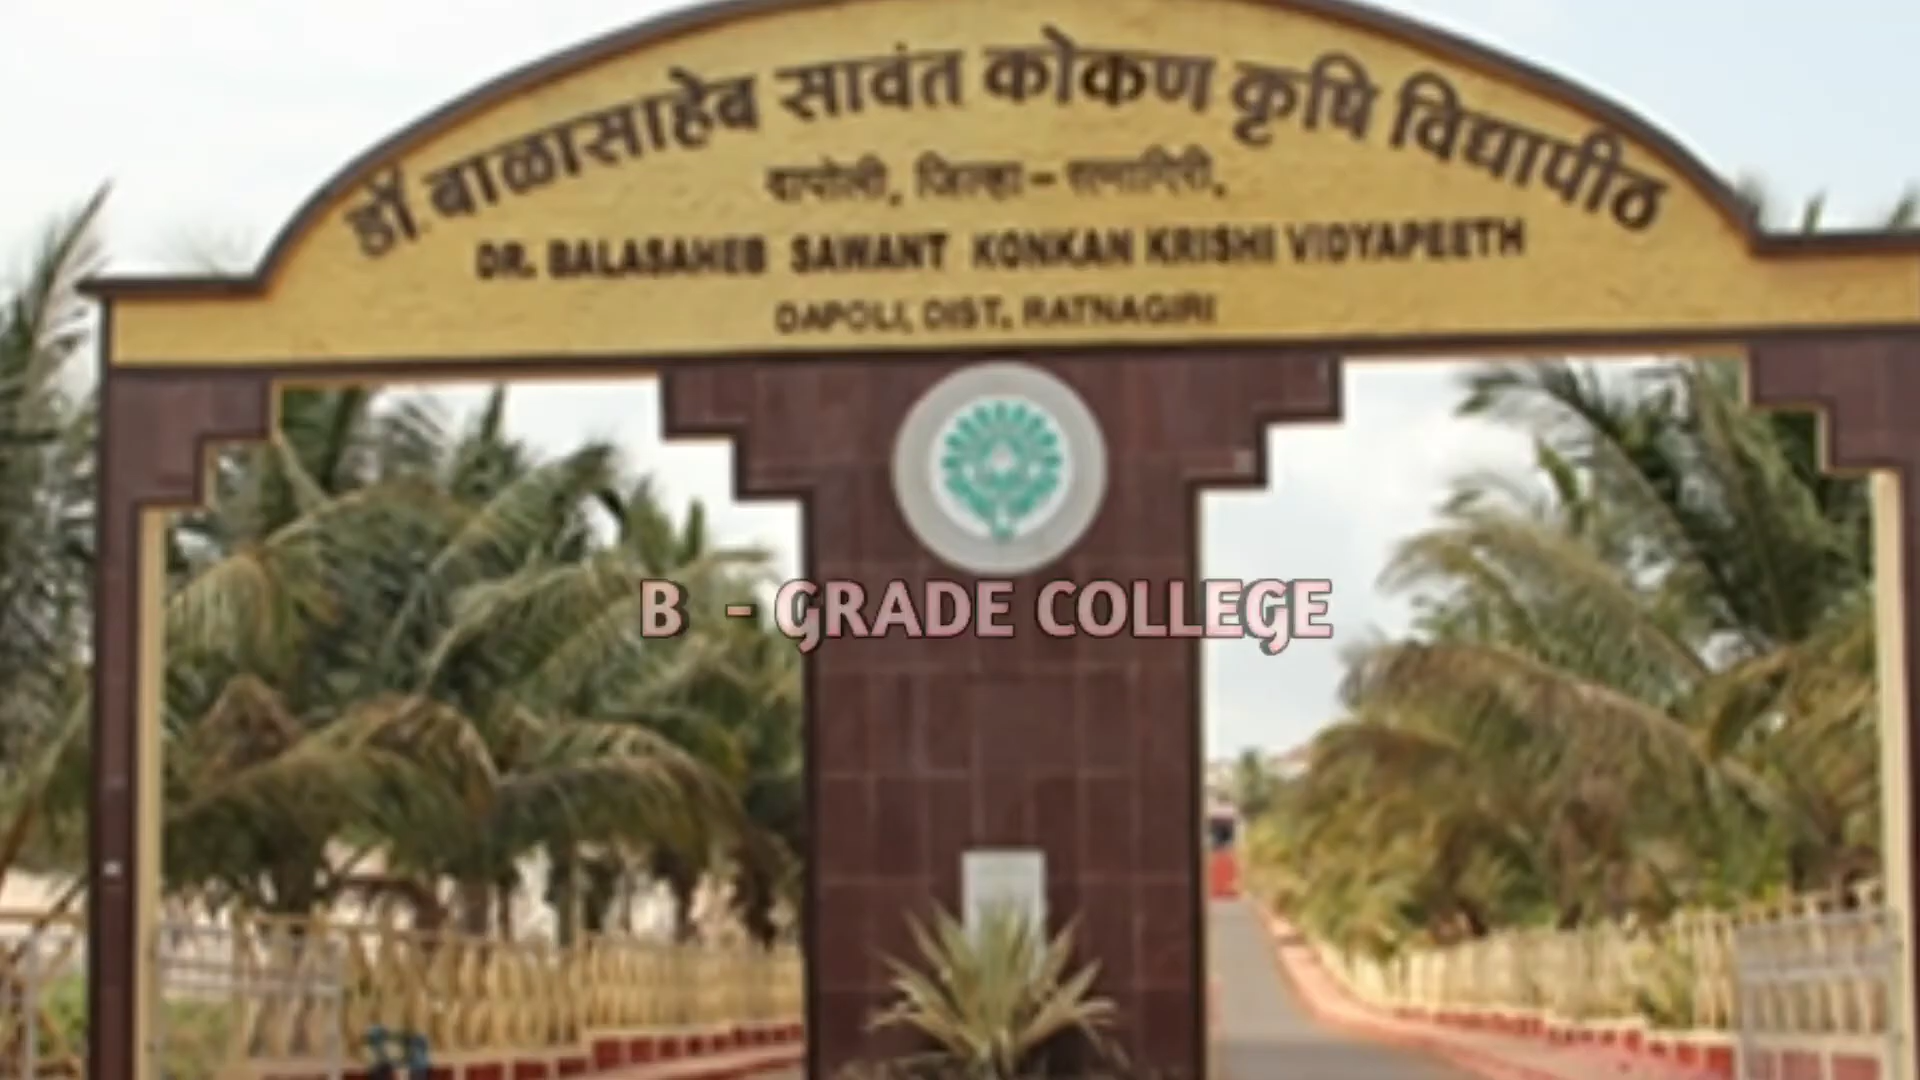 डॉ. बाळासाहेब सावंत कोकण कृषि विद्यापीठ
दापोली, जिल्हा - रत्नागिरी.
DR. BALASAHEB SAWANT KONKAN KRISHI VIDYAPEETH
DAPOLI, DIST. RATNAGIRI
B - GRADE COLLEGE